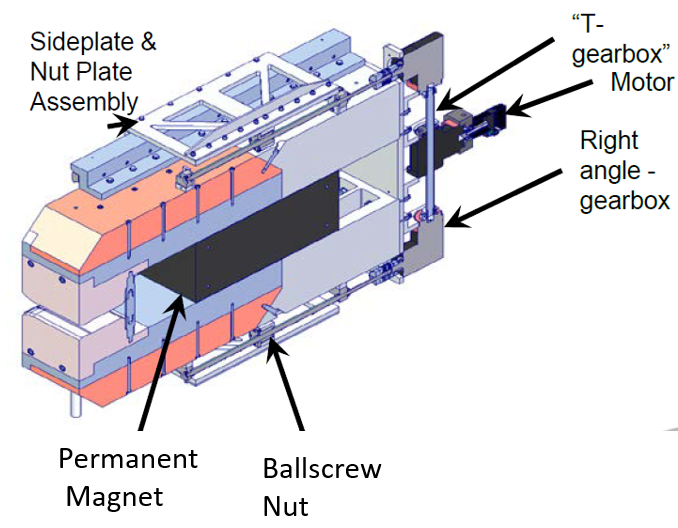 Sideplate &
Nut Plate
Assembly
“T-
gearbox”
Motor
Right
angle -
gearbox
Permanent
Magnet
Ballscrew
Nut